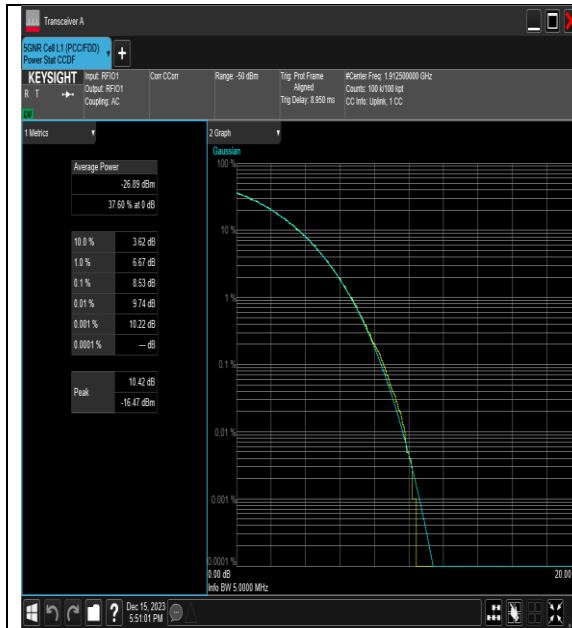 Transceiver A
5GNR Cell L1 (PCC/FDD)
Power Stat CCDF
KEYSIGHT
R T
Input: RFIO1
Output: RFIO1
Coupling: AC
Corr CCorr
Range: -50 dBm
Trig: Prot Frame
Aligned
Trig Delay: 8.950 ms
#Center Freq: 1.912500000 GHz
Counts: 100 k/100 kpt
CC Info: Uplink, 1 CC
1 Metrics
Average Power
-26.89 dBm
37.60 % at 0 dB
10.0 % 3.62 dB
1.0 % 6.67 dB
0.1 % 8.53 dB
0.01 % 9.74 dB
0.001 % 10.22 dB
0.0001 % --- dB
Peak
10.42 dB
-16.47 dBm
2 Graph
Gaussian
100 %
10 %
1 %
0.1 %
0.01 %
0.001 %
0.0001 %
0.00 dB
20.00
Info BW 5.0000 MHz
Dec 15, 2023
5:51:01 PM